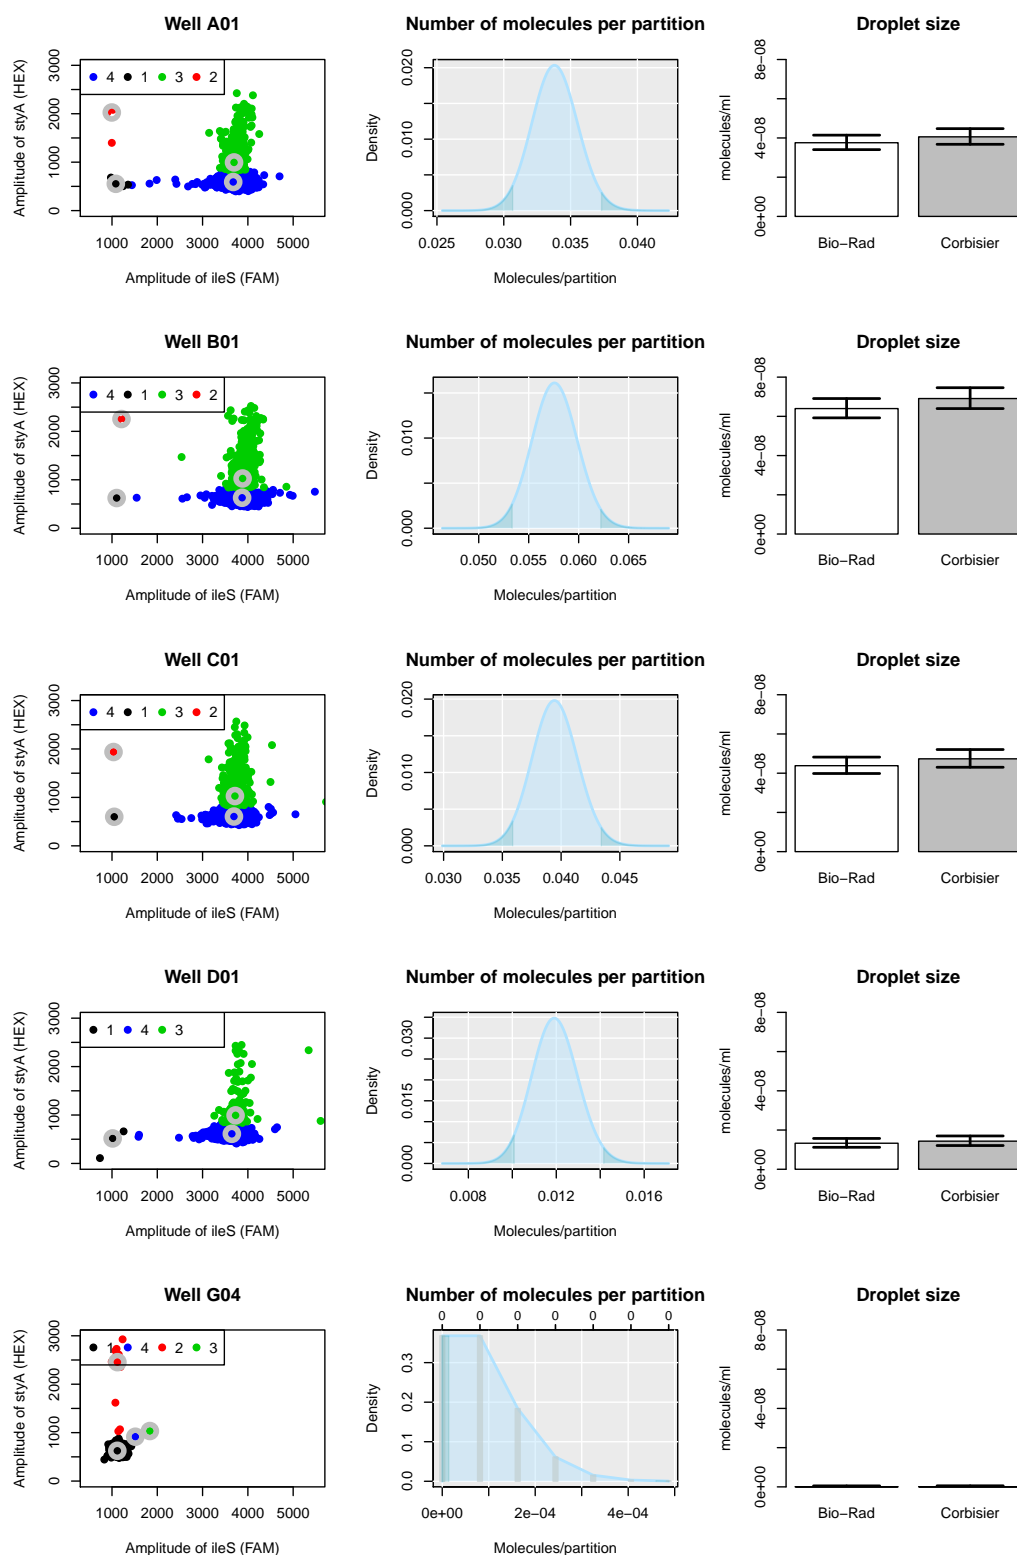 Well A01
Number of molecules per partition
Droplet size
Amplitude of styA (HEX)
0 1000 2000 3000
4 1 3 2
1000 2000 3000 4000 5000
Amplitude of ileS (FAM)
Density
0.000 0.010 0.020
0.025 0.030 0.035 0.040
Molecules/partition
molecules/ml
0e+00 4e−08 8e−08
Bio−Rad Corbisier
Well B01
Number of molecules per partition
Droplet size
Amplitude of styA (HEX)
0 1000 2000 3000
4 1 3 2
1000 2000 3000 4000 5000
Amplitude of ileS (FAM)
Density
0.000 0.010
0.050 0.055 0.060 0.065
Molecules/partition
molecules/ml
0e+00 4e−08 8e−08
Bio−Rad Corbisier
Well C01
Number of molecules per partition
Droplet size
Amplitude of styA (HEX)
0 1000 2000 3000
4 1 3 2
1000 2000 3000 4000 5000
Amplitude of ileS (FAM)
Density
0.000 0.010 0.020
0.030 0.035 0.040 0.045
Molecules/partition
molecules/ml
0e+00 4e−08 8e−08
Bio−Rad Corbisier
Well D01
Number of molecules per partition
Droplet size
Amplitude of styA (HEX)
0 1000 2000 3000
1 4 3
1000 2000 3000 4000 5000
Amplitude of ileS (FAM)
Density
0.000 0.015 0.030
0.008 0.012 0.016
Molecules/partition
molecules/ml
0e+00 4e−08 8e−08
Bio−Rad Corbisier
Well G04
Number of molecules per partition
Droplet size
Amplitude of styA (HEX)
0 1000 2000 3000
1 4 2 3
1000 2000 3000 4000 5000
Amplitude of ileS (FAM)
0 0 0 0 0 0 0
Density
0.0 0.1 0.2 0.3
0e+00 2e−04 4e−04
Molecules/partition
molecules/ml
0e+00 4e−08 8e−08
Bio−Rad Corbisier